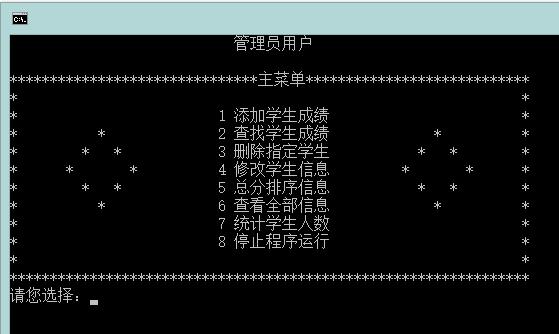 管理员用户
*******************************主菜单****************************
*                                                               *
*                         1 添加学生成绩                        *
*          *              2 查找学生成绩             *          *
*        *   *            3 删除指定学生           *   *        *
*      *       *          4 修改学生信息         *       *      *
*        *   *            5 总分排序信息           *   *        *
*          *              6 查看全部信息             *          *
*                         7 统计学生人数                        *
*                         8 停止程序运行                        *
*                                                               *
*****************************************************************
请您选择：